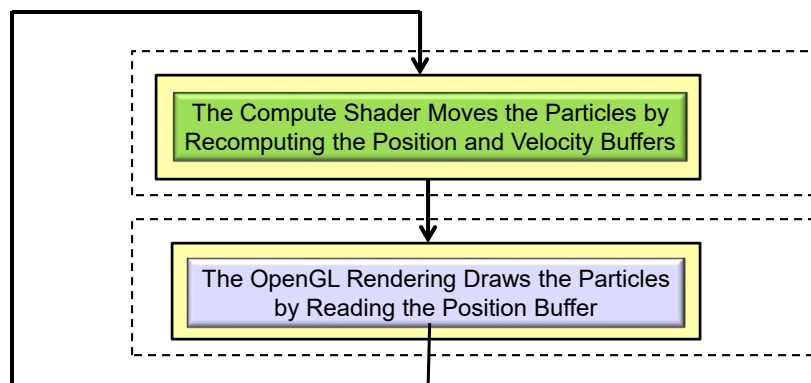 The Compute Shader Moves the Particles by
Recomputing the Position and Velocity Buffers
The OpenGL Rendering Draws the Particles
by Reading the Position Buffer